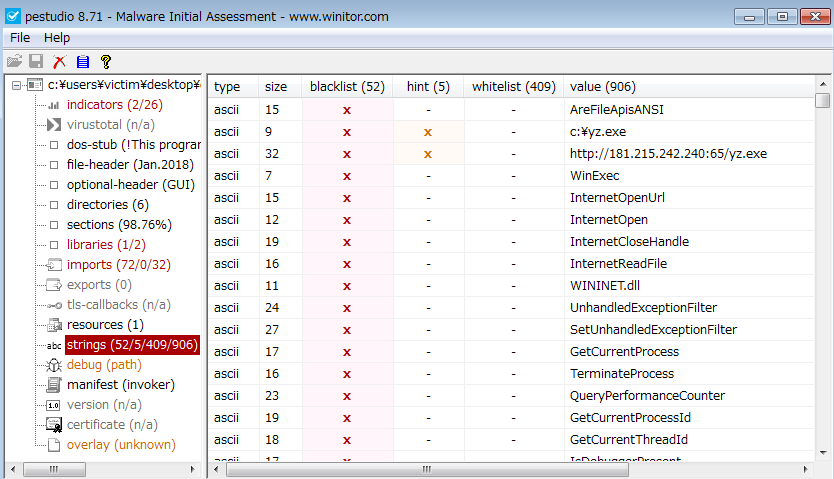 pestudio 8.71 - Malware Initial Assessment - www.winitor.com
File Help
c:¥users¥victim¥desktop¥
indicators (2/26)
virustotal (n/a)
dos-stub (!This progran
file-header (Jan.2018)
optional-header (GUI)
directories (6)
sections (98.76%)
libraries (1/2)
imports (72/0/32)
exports (0)
tls-callbacks (n/a)
resources (1)
abc strings (52/5/409/906)
debug (path)
manifest (invoker)
1.0 version (n/a)
certificate (n/a)
overlay (unknown)
type size blacklist (52) hint (5) whitelist (409) value (906)
ascii 15 x - - AreFileApisANSI
ascii 9 x x - c:¥yz.exe
ascii 32 x x - http://181.215.242.240:65/yz.exe
ascii 7 x - - WinExec
ascii 15 x - - InternetOpenUrl
ascii 12 x - - InternetOpen
ascii 19 x - - InternetCloseHandle
ascii 16 x - - InternetReadFile
ascii 11 x - - WININET.dll
ascii 24 x - - UnhandledExceptionFilter
ascii 27 x - - SetUnhandledExceptionFilter
ascii 17 x - - GetCurrentProcess
ascii 16 x - - TerminateProcess
ascii 23 x - - QueryPerformanceCounter
ascii 19 x - - GetCurrentProcessId
ascii 18 x - - GetCurrentThreadId
ascii 17 x - - IsDebuggerPresent